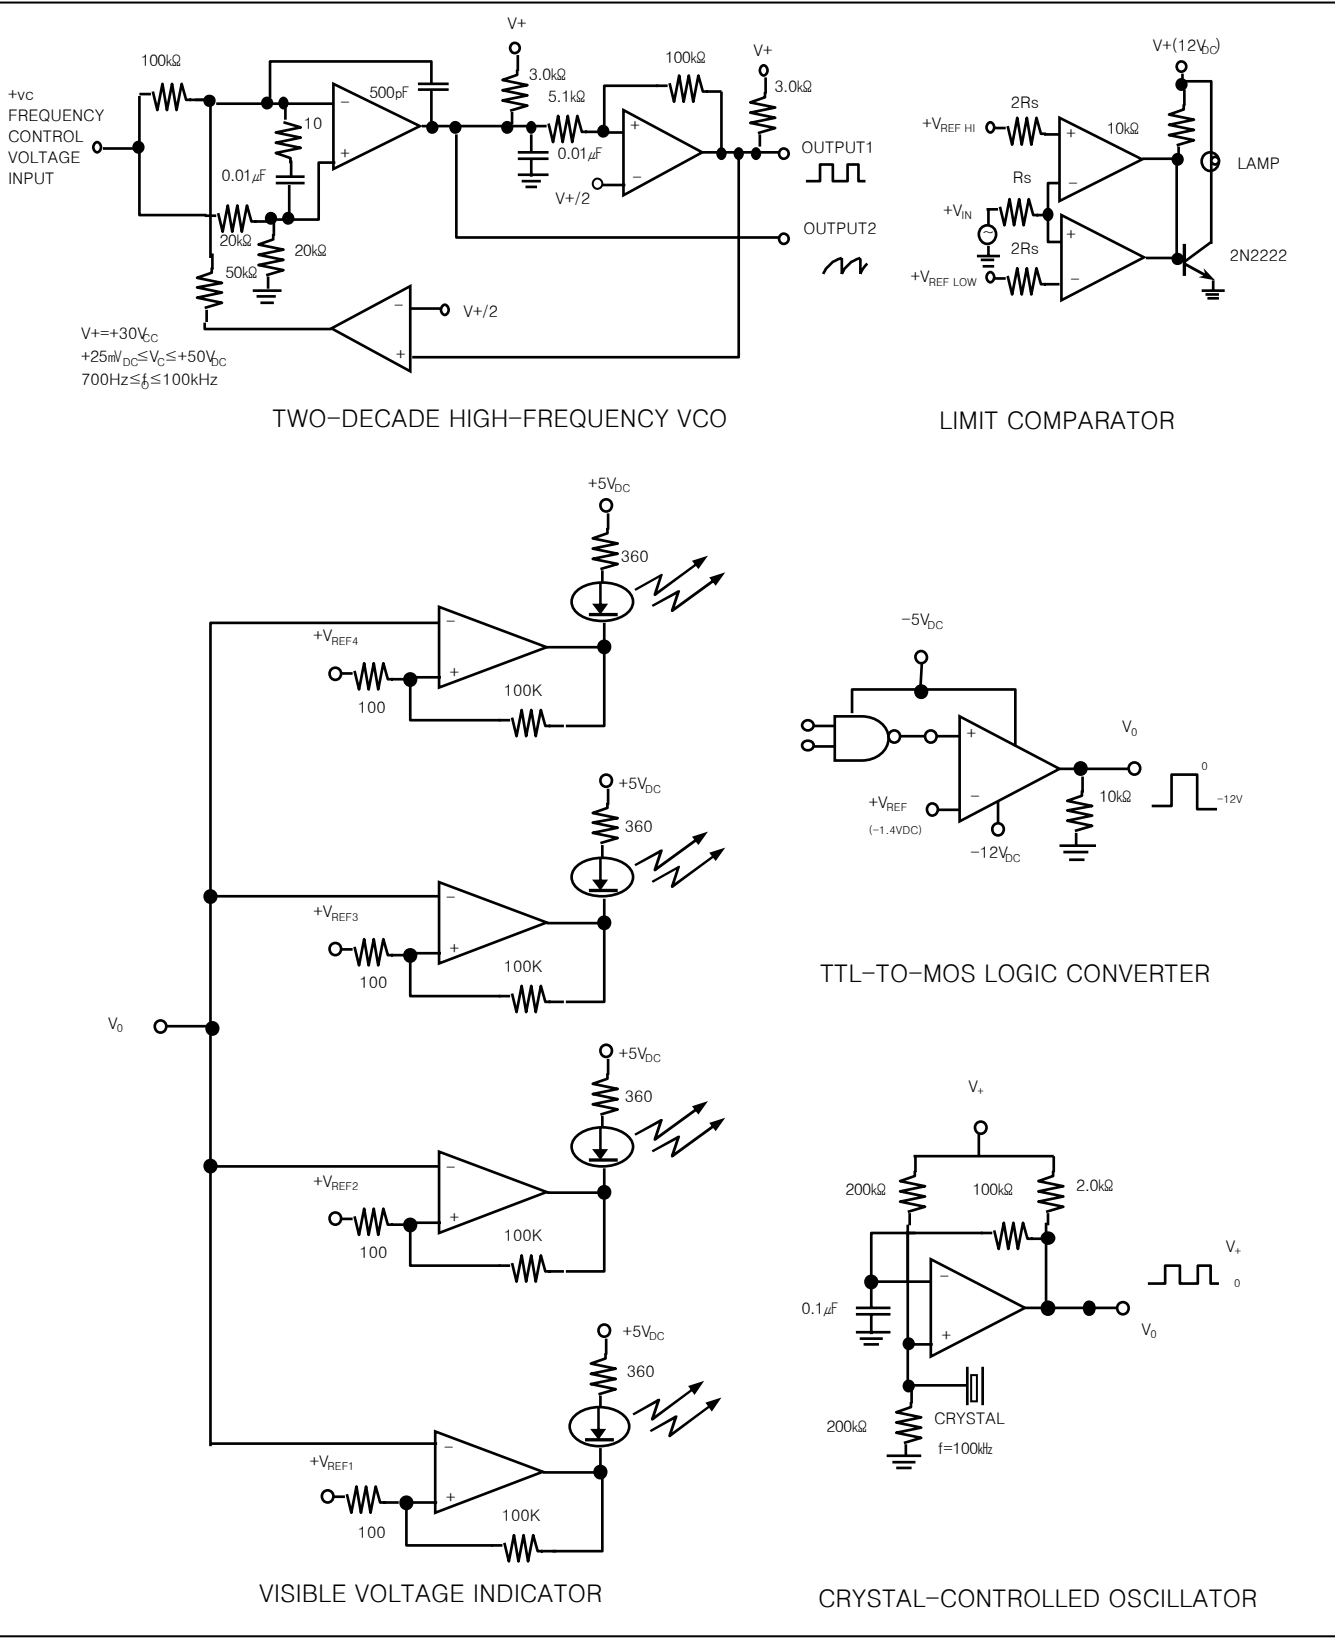 V+
100kΩ
+vc
FREQUENCY
CONTROL
VOLTAGE
INPUT
500pF
3.0kΩ
5.1kΩ
100kΩ
V+
3.0kΩ
10
0.01μF
0.01μF
V+/2
OUTPUT1
20kΩ
20kΩ
OUTPUT2
50kΩ
V+/2
V+=+30VCC
+25mVDC≤VC≤+50VDC
700Hz≤fO≤100kHz
TWO-DECADE HIGH-FREQUENCY VCO
V+(12VDC)
2Rs
+VREF HI
10kΩ
LAMP
Rs
+VIN
2Rs
2N2222
+VREF LOW
LIMIT COMPARATOR
+5VDC
360
+VREF4
100
100K
+5VDC
360
+VREF3
100
100K
V0
+5VDC
360
+VREF2
100
100K
+5VDC
360
+VREF1
100
100K
VISIBLE VOLTAGE INDICATOR
-5VDC
V0
0
-12V
+VREF
(-1.4VDC)
10kΩ
-12VDC
TTL-TO-MOS LOGIC CONVERTER
V+
200kΩ
100kΩ
2.0kΩ
V+
0
0.1μF
V0
200kΩ
CRYSTAL
f=100kHz
CRYSTAL-CONTROLLED OSCILLATOR